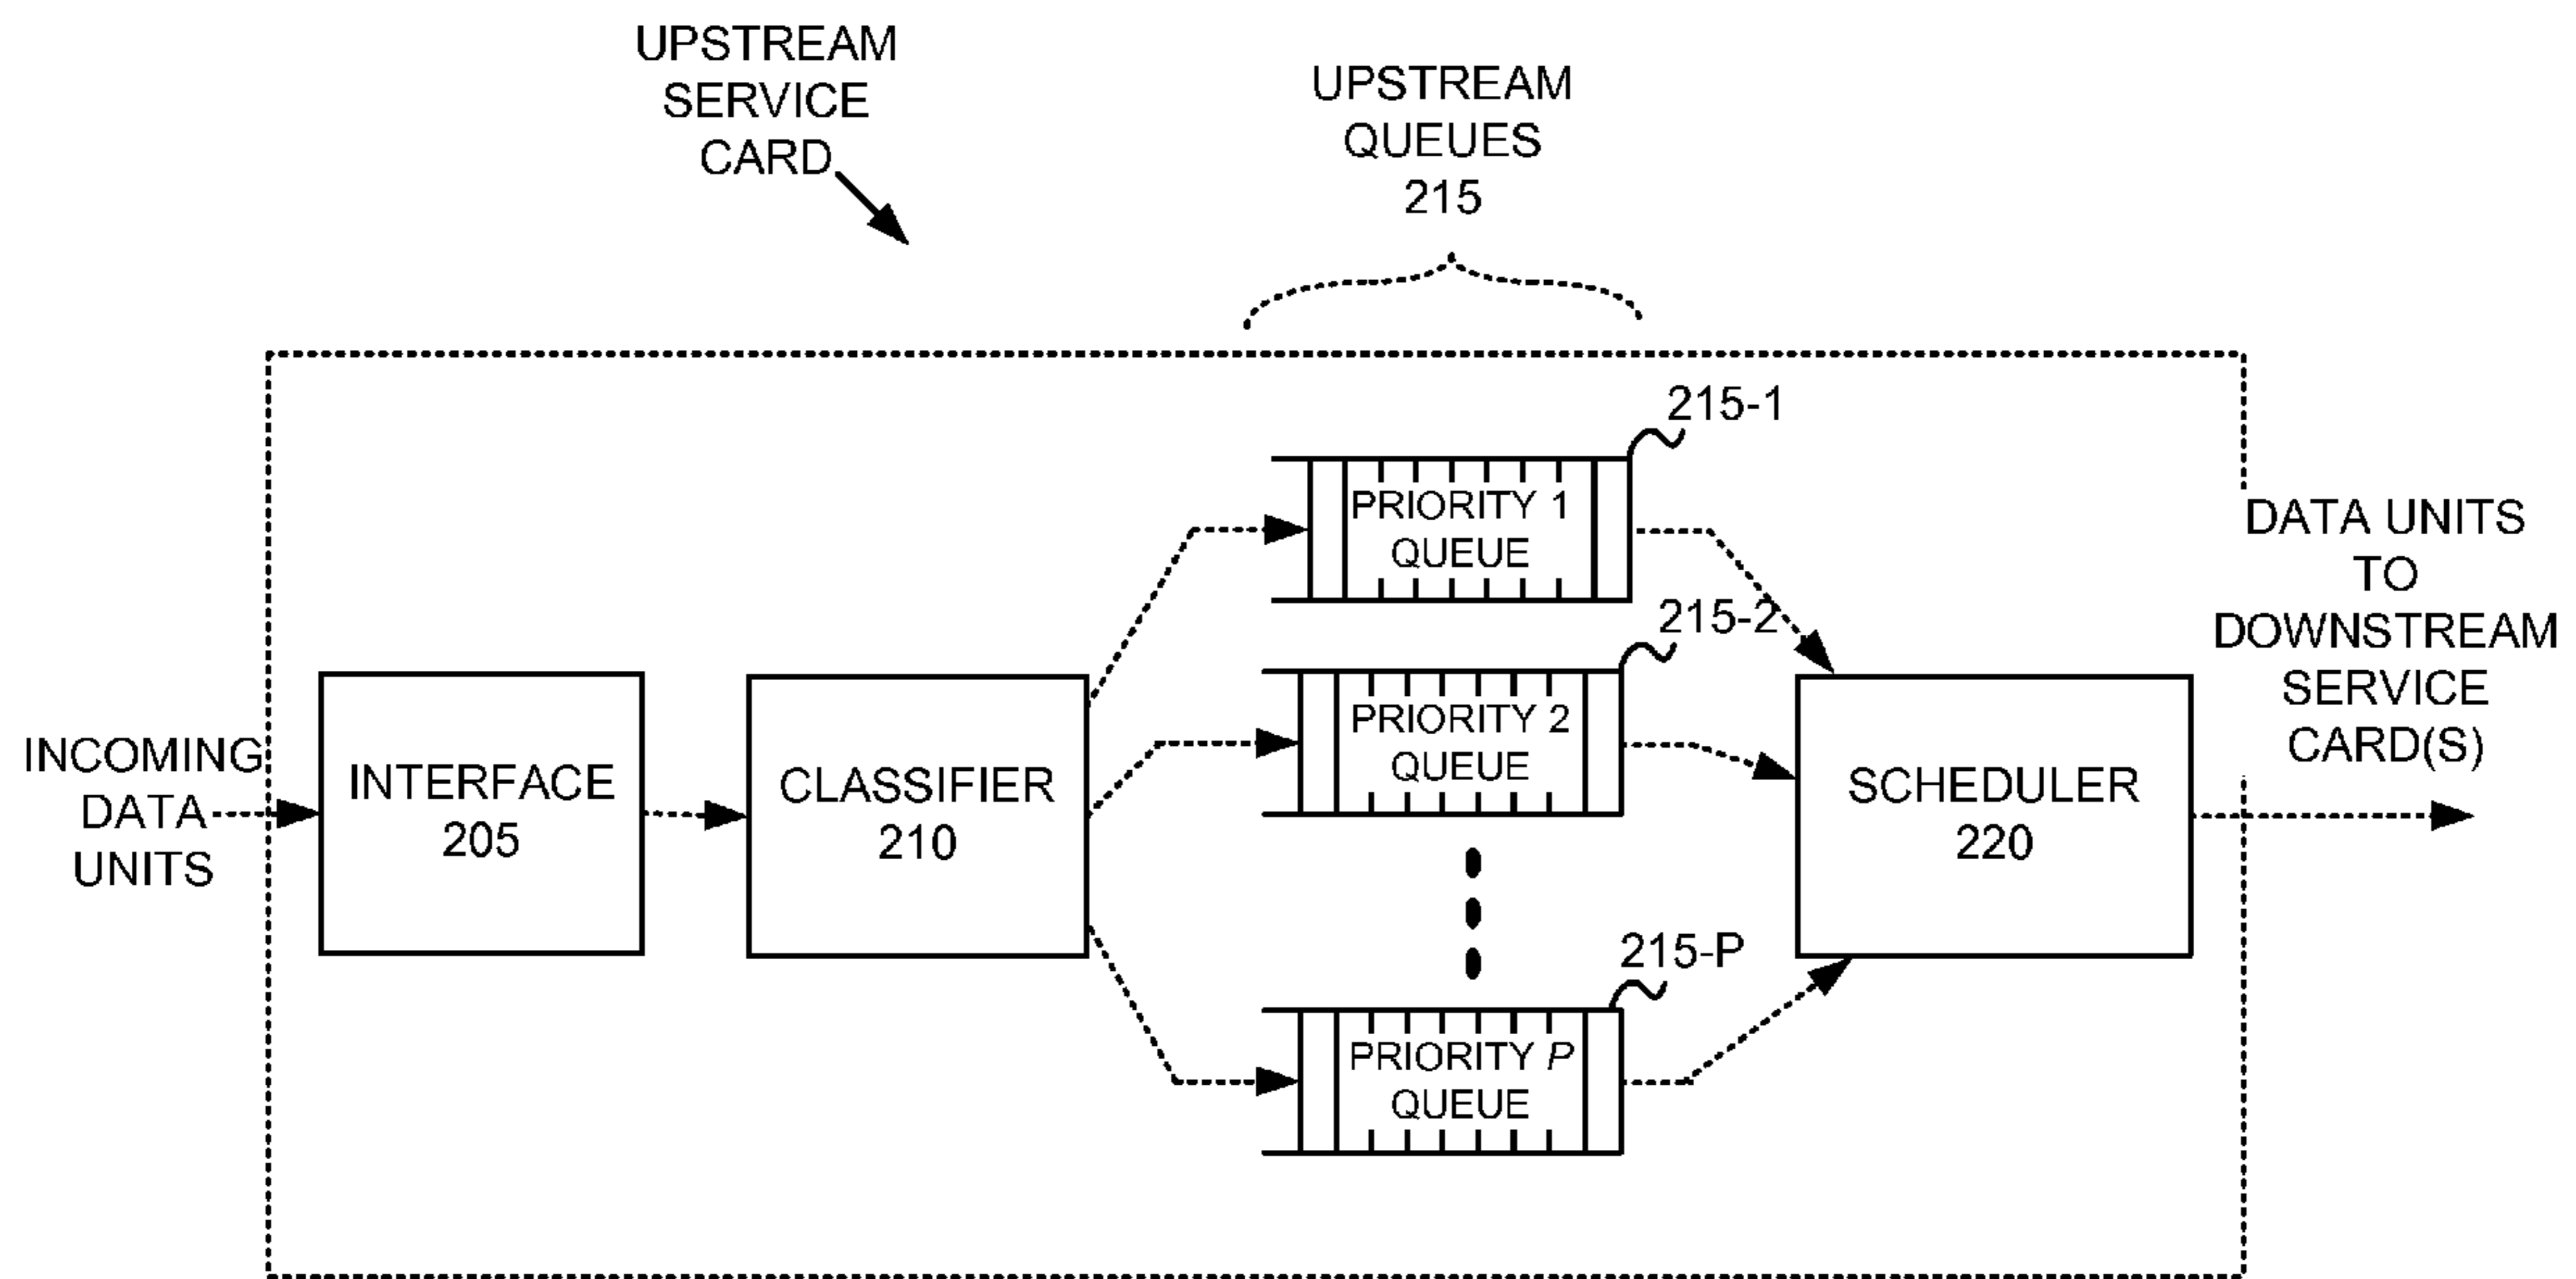 UPSTREAM
SERVICE
CARD
UPSTREAM
QUEUES
215
215-1
PRIORITY 1
QUEUE
215-2
PRIORITY 2
QUEUE
215-P
PRIORITY P
QUEUE
INCOMING
DATA
UNITS
INTERFACE
205
CLASSIFIER
210
SCHEDULER
220
DATA UNITS
TO
DOWNSTREAM
SERVICE
CARD(S)